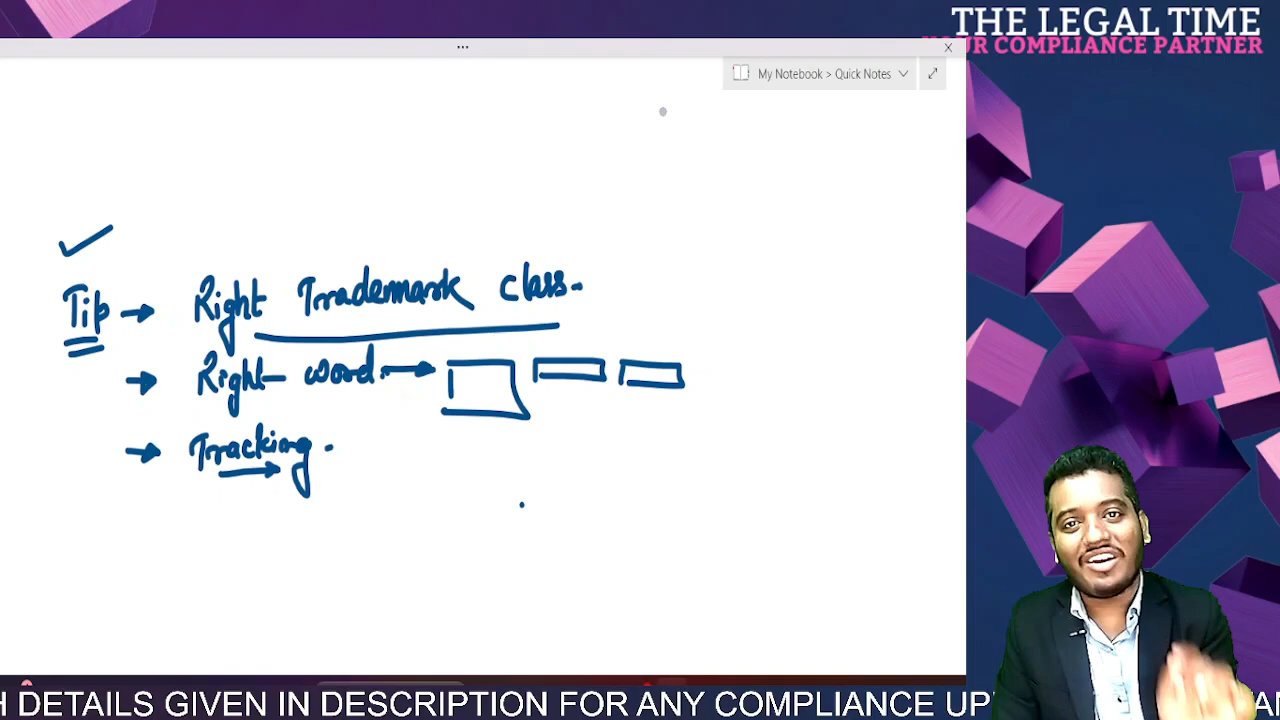 THE LEGAL TIME
OUR COMPLIANCE PARTNER
My Notebook > Quick Notes
Tip → Right Trademark class.
→ Right word. →
→ Tracking.
H DETAILS GIVEN IN DESCRIPTION FOR ANY COMPLIANCE UP